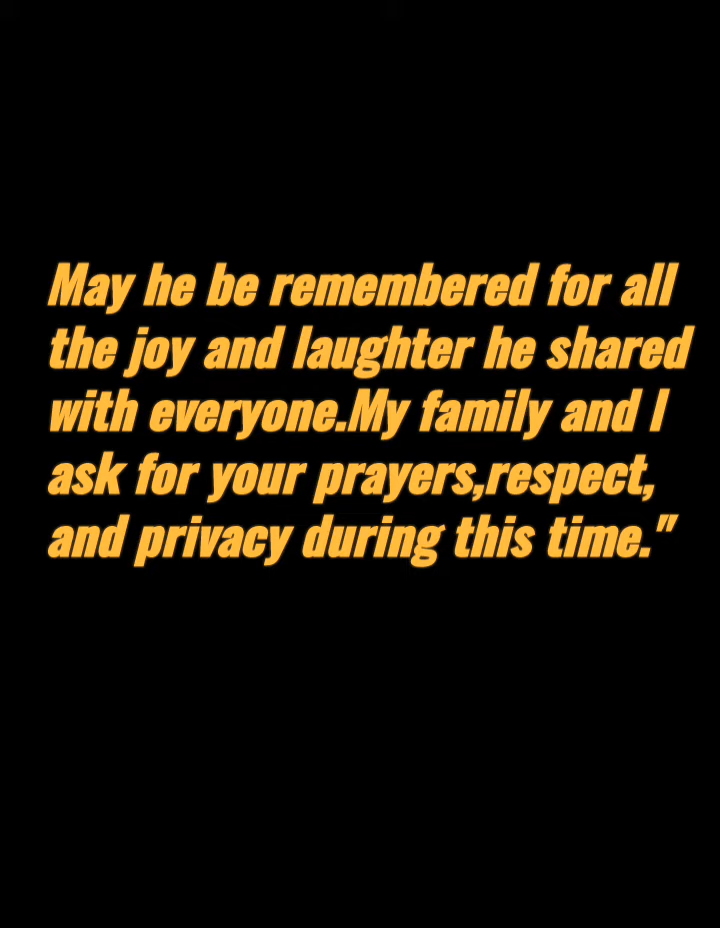 May he be remembered for all
the joy and laughter he shared
with everyone.My family and I
ask for your prayers,respect,
and privacy during this time."